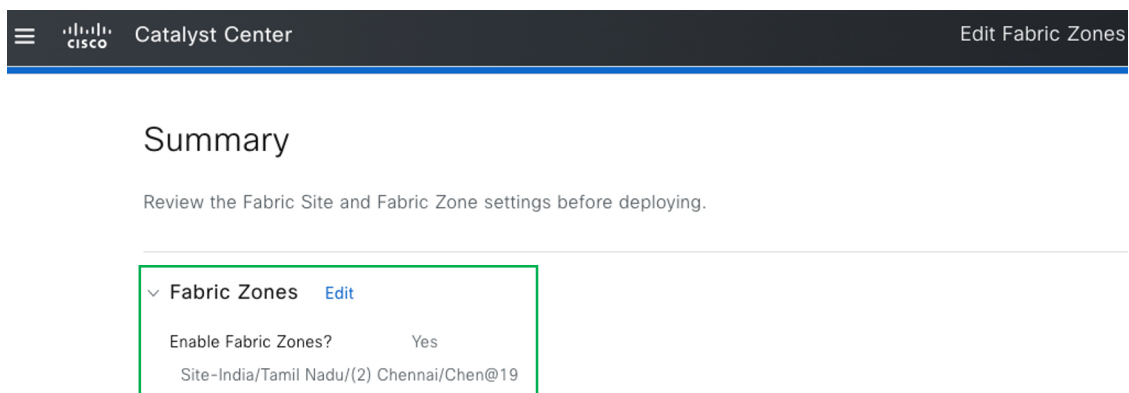 CISCO Catalyst Center Edit Fabric Zones
Summary
Review the Fabric Site and Fabric Zone settings before deploying.
Fabric Zones Edit
Enable Fabric Zones? Yes
Site-India/Tamil Nadu/(2) Chennai/Chen@19